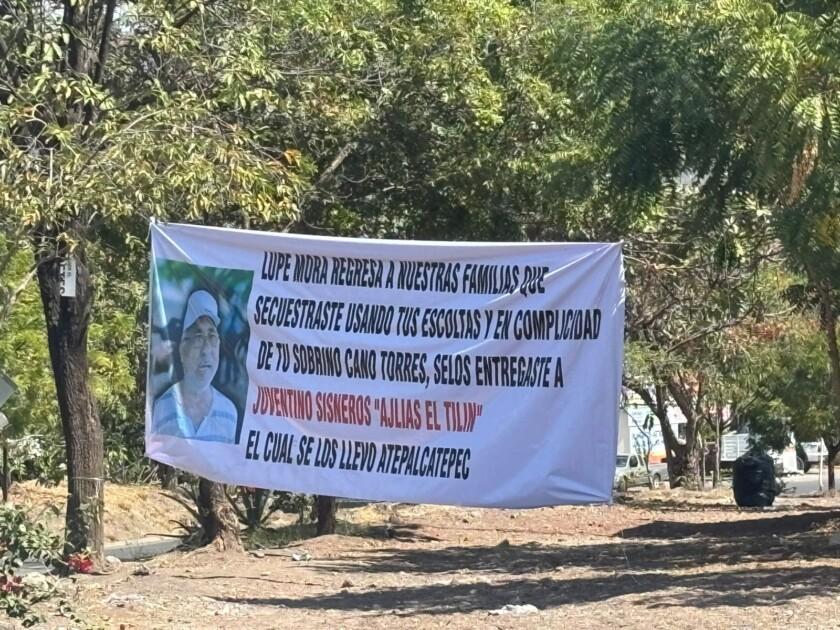 LUPE MORA REGRESA A NUESTRAS FAMILIAS QUE
SECUESTRASTE USANDO TUS ESCOLTAS Y EN COMPLICIDAD
DE TU SOBRINO CANO TORRES, SELOS ENTREGASTE A
JUVENTINO SISNEROS "AJLIAS EL TILIN"
EL CUAL SE LOS LLEVO ATEPALCATEPEC